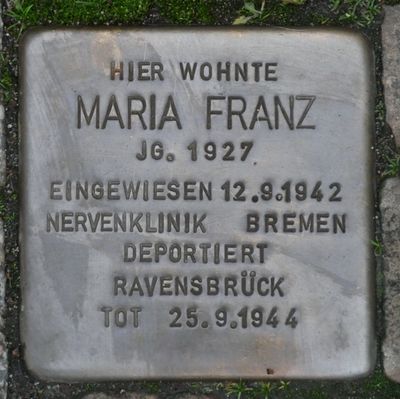 HIER WOHNTE
MARIA FRANZ
JG. 1927
EINGEWIESEN 12.9.1942
NERVENKLINIK BREMEN
DEPORTIERT
RAVENSBRÜCK
TOT 25.9.1944